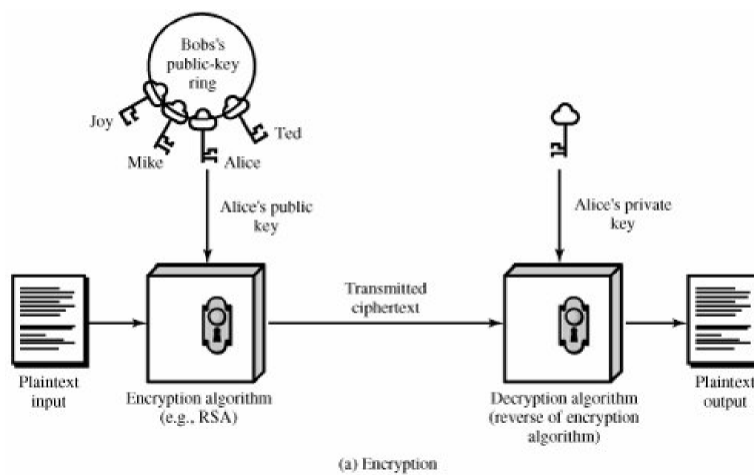 Bobs's
public-key
ring
Joy
Mike
Alice
Ted
Alice's public
key
Alice's private
key
Transmitted
ciphertext
Plaintext
input
Encryption algorithm
(e.g., RSA)
Decryption algorithm
(reverse of encryption
algorithm)
Plaintext
output
(a) Encryption